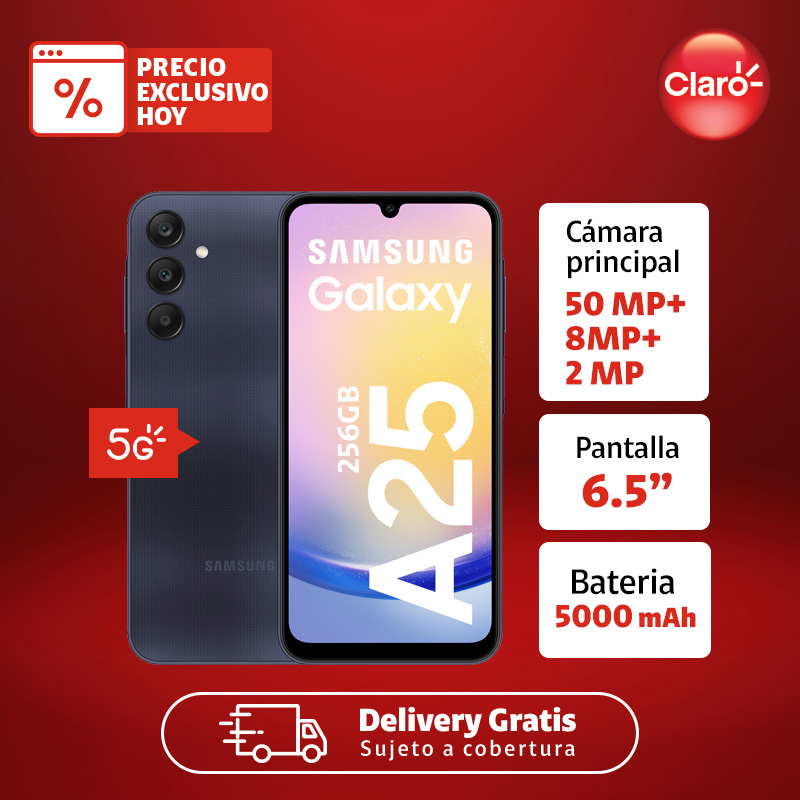 %
PRECIO
EXCLUSIVO
HOY
Claro
SAMSUNG
Galaxy
256GB
A25
5G
SAMSUNG
Cámara
principal
50 MP+
8MP+
2 MP
Pantalla
6.5”
Bateria
5000 mAh
Delivery Gratis
Sujeto a cobertura